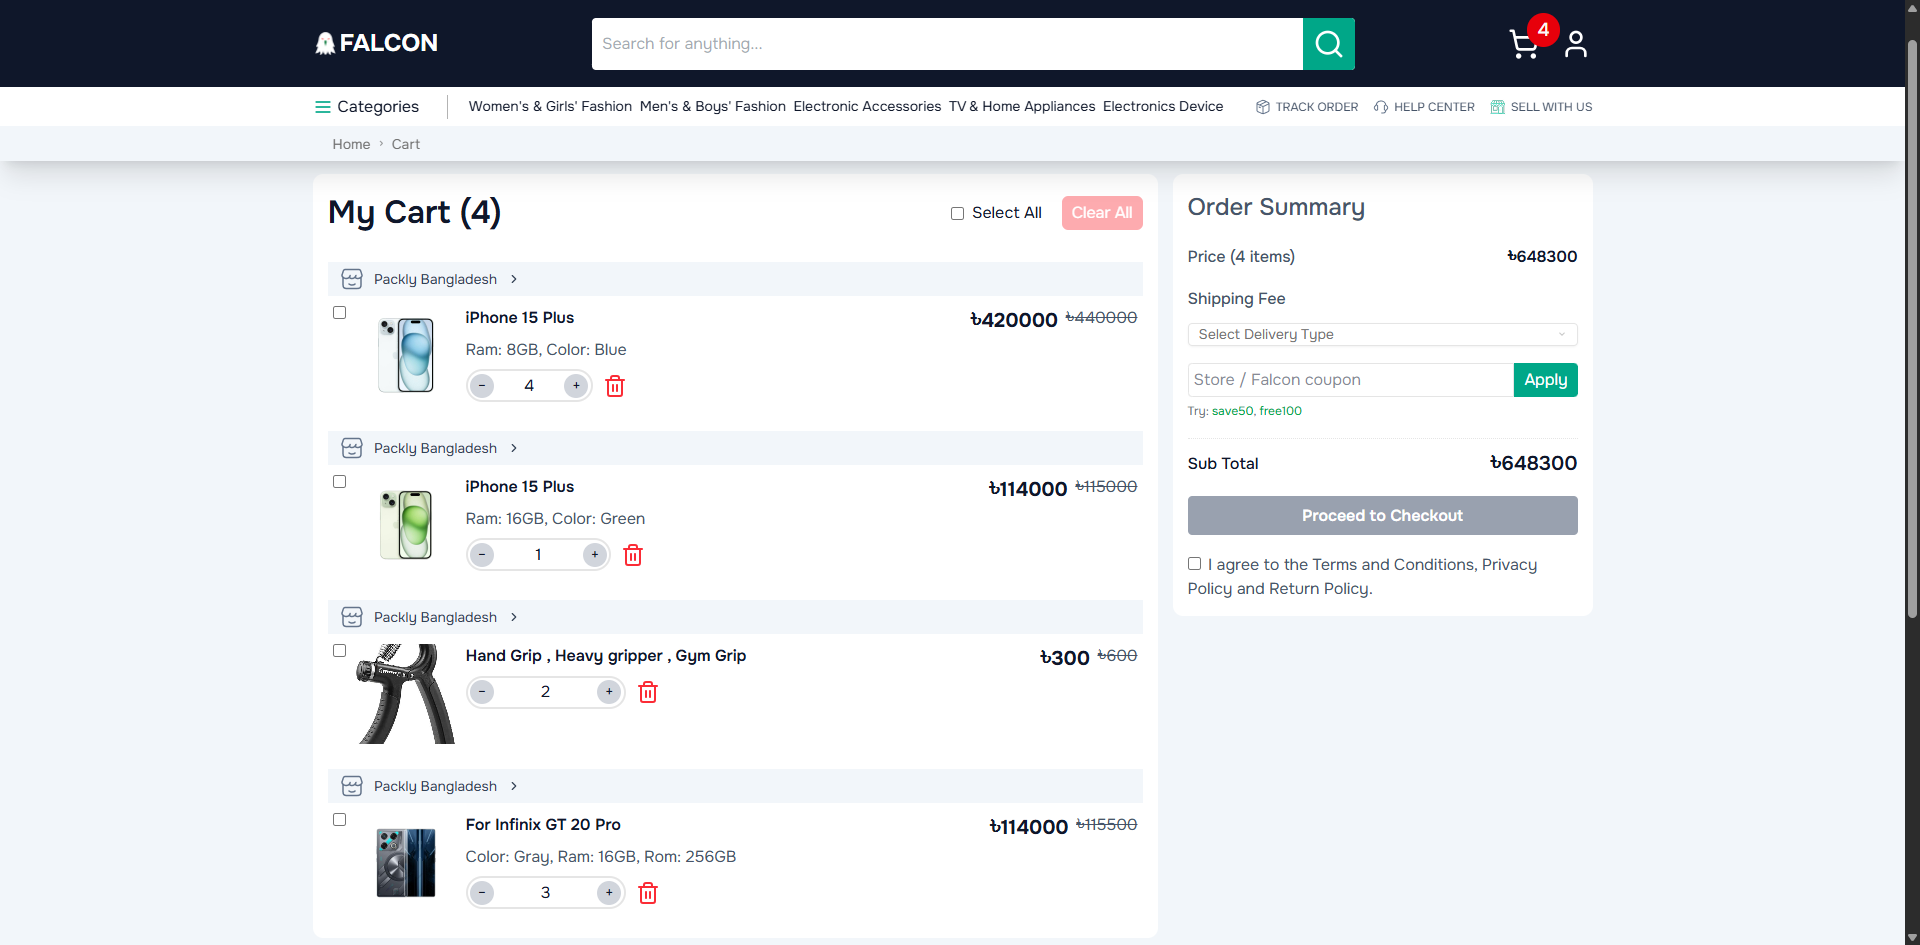 FALCON
Search for anything...
4
Categories
Women's & Girls' Fashion Men's & Boys' Fashion Electronic Accessories TV & Home Appliances Electronics Device
TRACK ORDER HELP CENTER SELL WITH US
Home › Cart
My Cart (4)
Select All Clear All
Packly Bangladesh >
iPhone 15 Plus
৳420000 ৳440000
Ram: 8GB, Color: Blue
- 4 +
Packly Bangladesh >
iPhone 15 Plus
৳114000 ৳115000
Ram: 16GB, Color: Green
- 1 +
Packly Bangladesh >
Hand Grip , Heavy gripper , Gym Grip
৳300 ৳600
- 2 +
Packly Bangladesh >
For Infinix GT 20 Pro
৳114000 ৳115500
Color: Gray, Ram: 16GB, Rom: 256GB
- 3 +
Order Summary
Price (4 items) ৳648300
Shipping Fee
Select Delivery Type
Store / Falcon coupon Apply
Try: save50, free100
Sub Total ৳648300
Proceed to Checkout
I agree to the Terms and Conditions, Privacy
Policy and Return Policy.